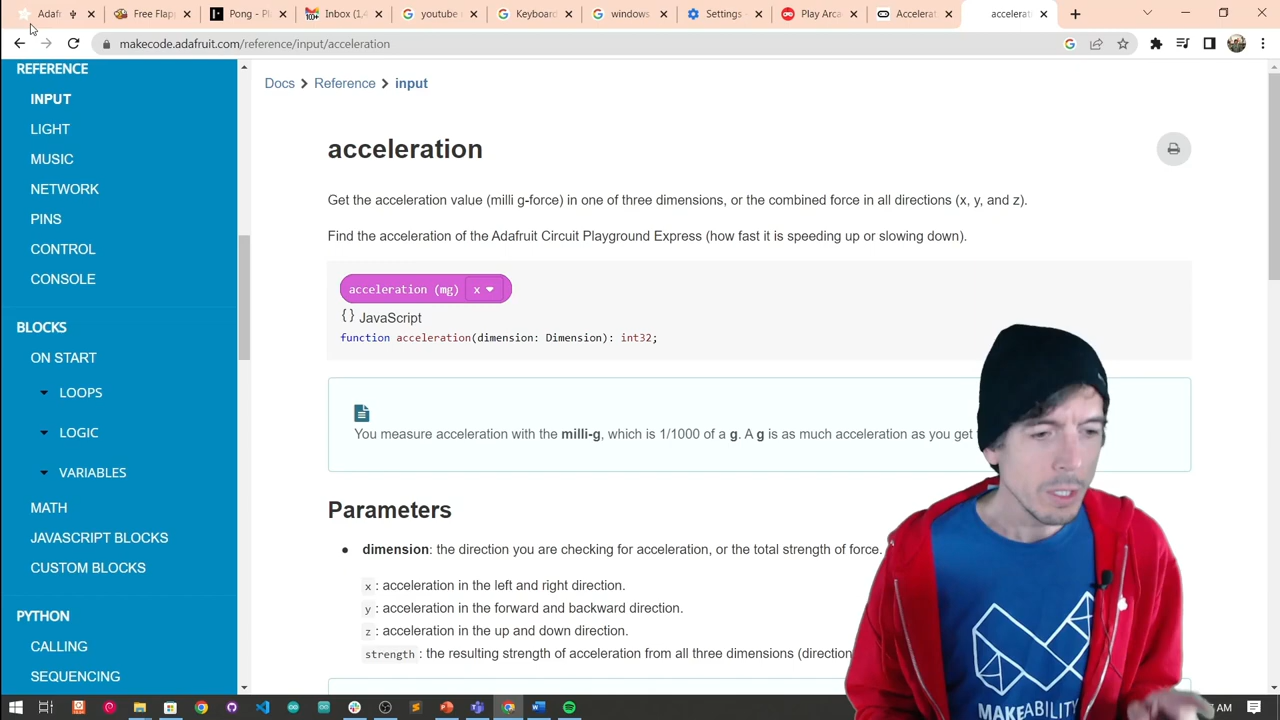 Adafr
Free Flapp
Pong - Pl
Inbox (1,4
youtube r
Keyboard
windows
Settings
Play Arca
Accelerat
accelerati
makecode.adafruit.com/reference/input/acceleration
REFERENCE
INPUT
LIGHT
MUSIC
NETWORK
PINS
CONTROL
CONSOLE
BLOCKS
ON START
LOOPS
LOGIC
VARIABLES
MATH
JAVASCRIPT BLOCKS
CUSTOM BLOCKS
PYTHON
CALLING
SEQUENCING
Docs > Reference > input
acceleration
Get the acceleration value (milli g-force) in one of three dimensions, or the combined force in all directions (x, y, and z).
Find the acceleration of the Adafruit Circuit Playground Express (how fast it is speeding up or slowing down).
acceleration (mg) x
{} JavaScript
function acceleration(dimension: Dimension): int32;
You measure acceleration with the milli-g, which is 1/1000 of a g. A g is as much acceleration as you get
Parameters
• dimension: the direction you are checking for acceleration, or the total strength of force.
x : acceleration in the left and right direction.
y : acceleration in the forward and backward direction.
z : acceleration in the up and down direction.
strength : the resulting strength of acceleration from all three dimensions (direction
MAKEABILITY
AM